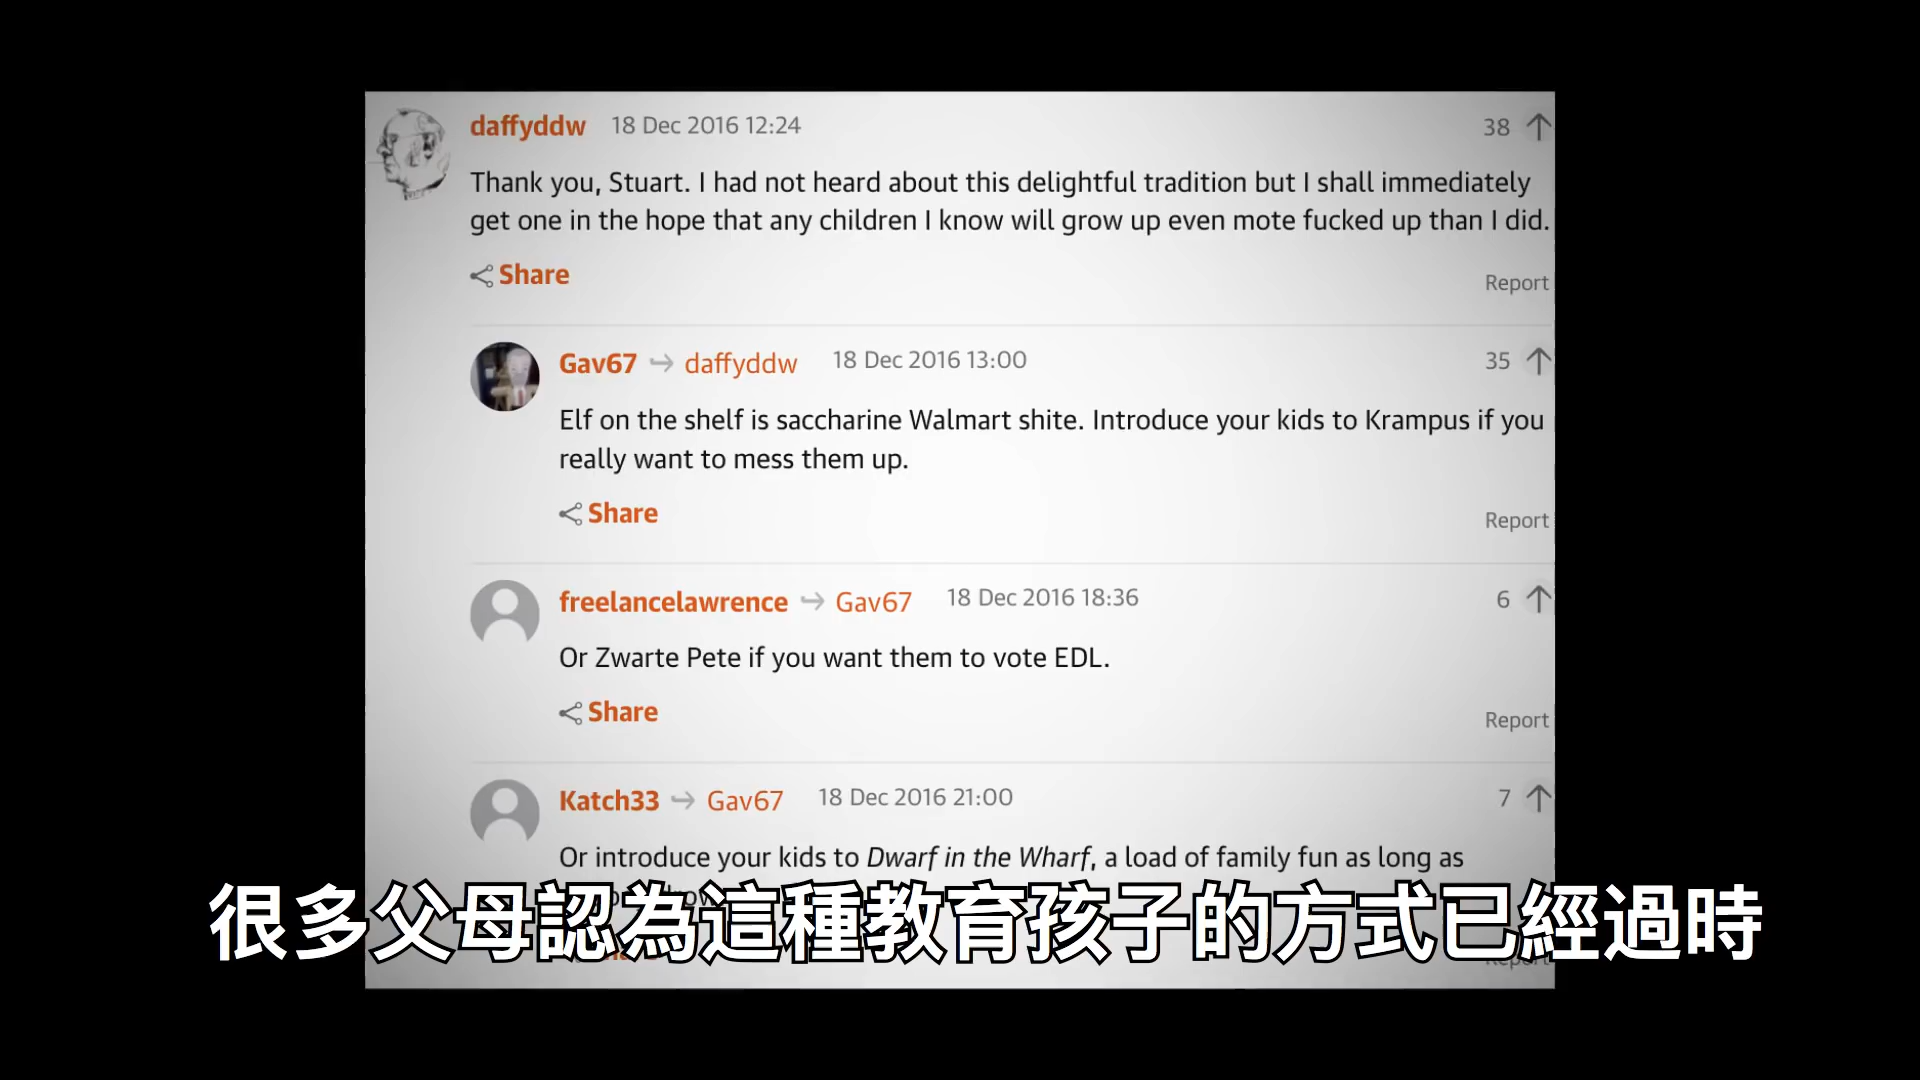 daffyddw 18 Dec 2016 12:24 38
Thank you, Stuart. I had not heard about this delightful tradition but I shall immediately
get one in the hope that any children I know will grow up even mote fucked up than I did.
Share
Report
Gav67 daffyddw 18 Dec 2016 13:00 35
Elf on the shelf is saccharine Walmart shite. Introduce your kids to Krampus if you
really want to mess them up.
Share
Report
freelancelawrence Gav67 18 Dec 2016 18:36 6
Or Zwarte Pete if you want them to vote EDL.
Share
Report
Katch33 Gav67 18 Dec 2016 21:00 7
Or introduce your kids to Dwarf in the Wharf, a load of family fun as long as
很多父母認為這種教育孩子的方式已經過時
Report